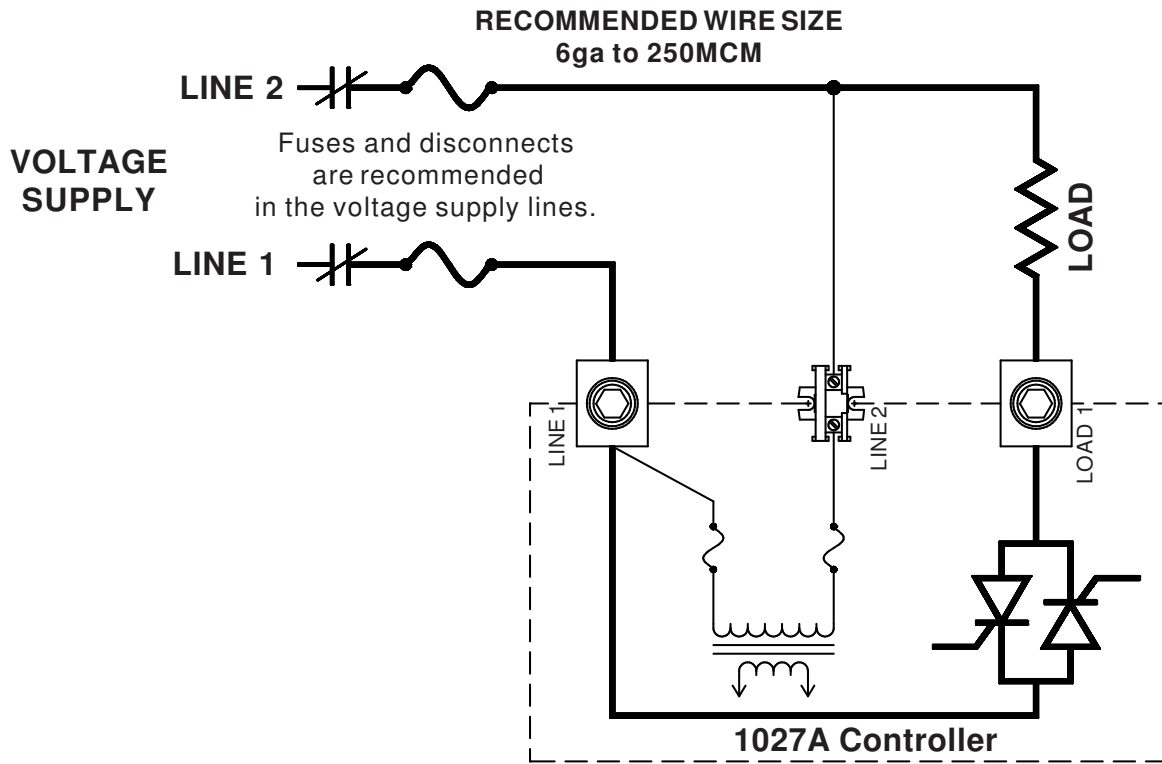 RECOMMENDED WIRE SIZE
6ga to 250MCM
LINE 2
VOLTAGE
SUPPLY
Fuses and disconnects
are recommended
in the voltage supply lines.
LINE 1
LOAD
LINE 1
LINE 2
LOAD 1
1027A Controller